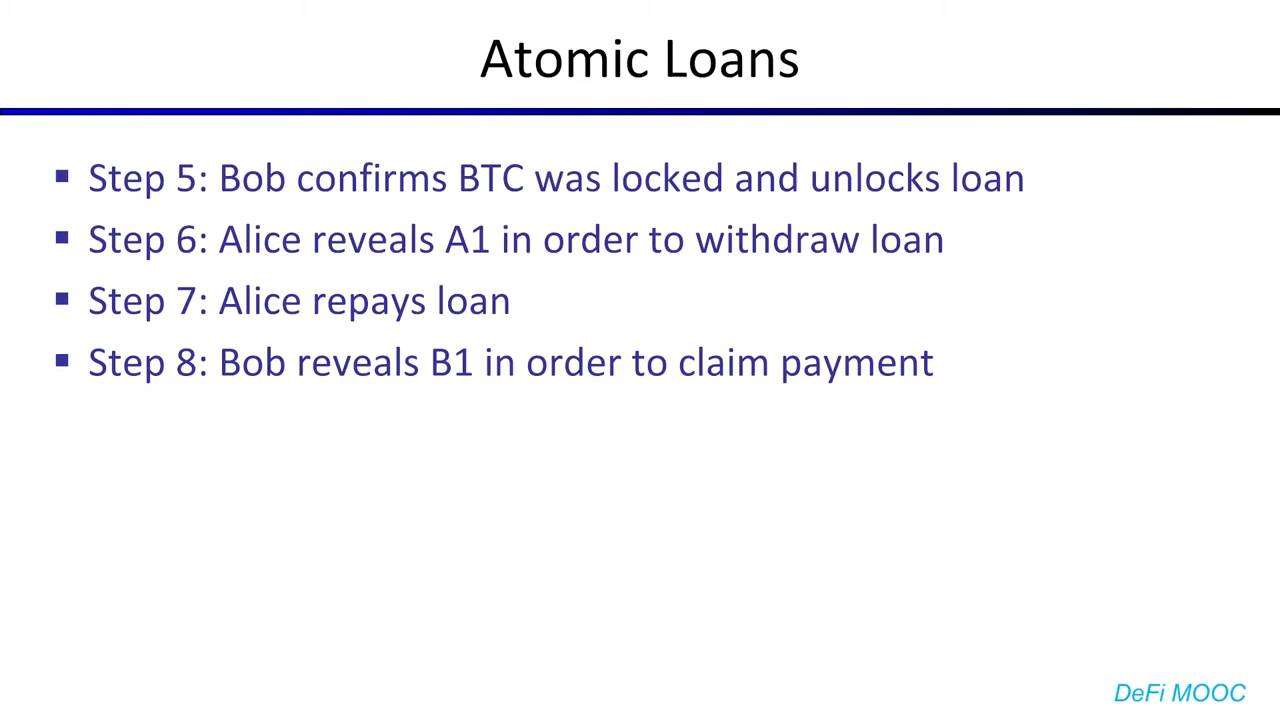 Atomic Loans
▪ Step 5: Bob confirms BTC was locked and unlocks loan
▪ Step 6: Alice reveals A1 in order to withdraw loan
▪ Step 7: Alice repays loan
▪ Step 8: Bob reveals B1 in order to claim payment
DeFi MOOC